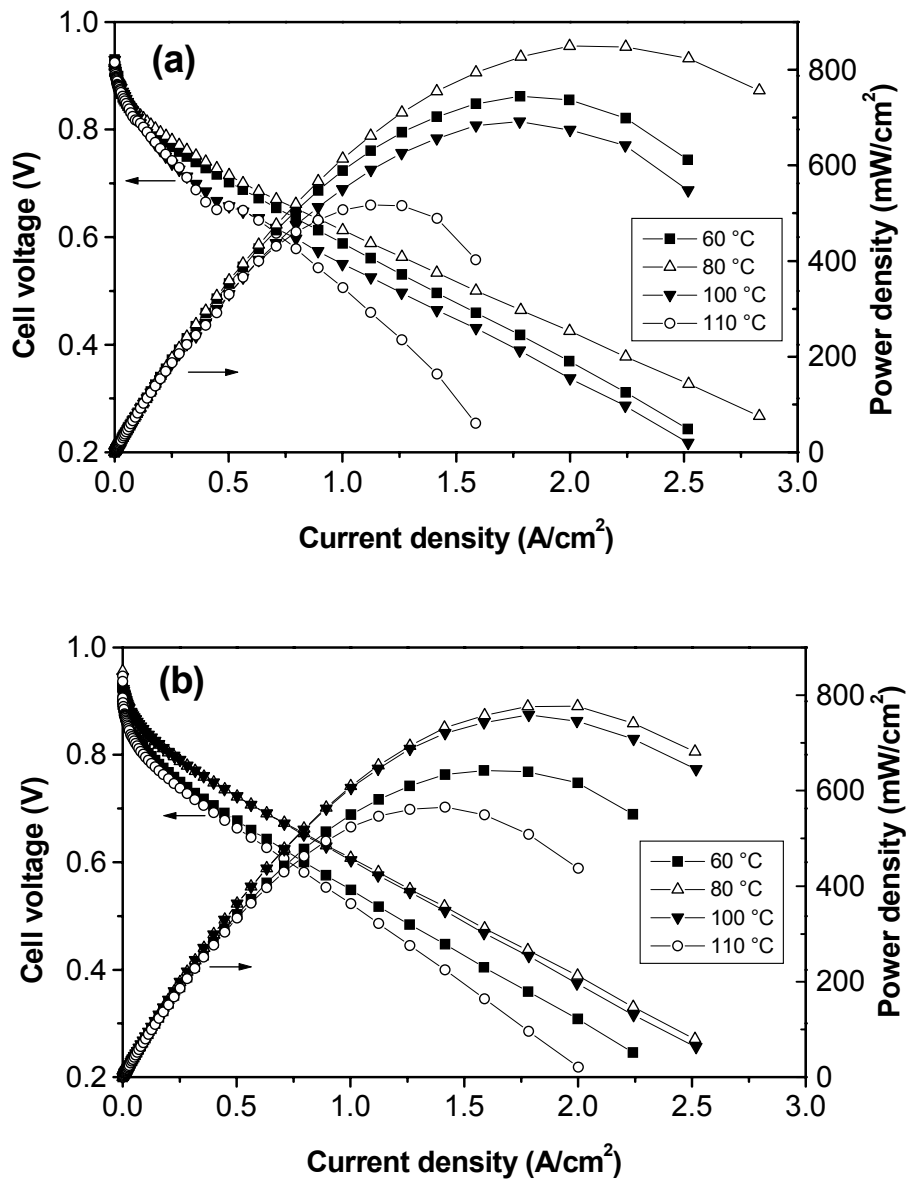 (a)
Cell voltage (V)
1.0
0.8
0.6
0.4
0.2
Power density (mW/cm²)
800
600
400
200
0
60 °C
80 °C
100 °C
110 °C
0.0 0.5 1.0 1.5 2.0 2.5 3.0
Current density (A/cm²)
(b)
Cell voltage (V)
1.0
0.8
0.6
0.4
0.2
Power density (mW/cm²)
800
600
400
200
0
60 °C
80 °C
100 °C
110 °C
0.0 0.5 1.0 1.5 2.0 2.5 3.0
Current density (A/cm²)